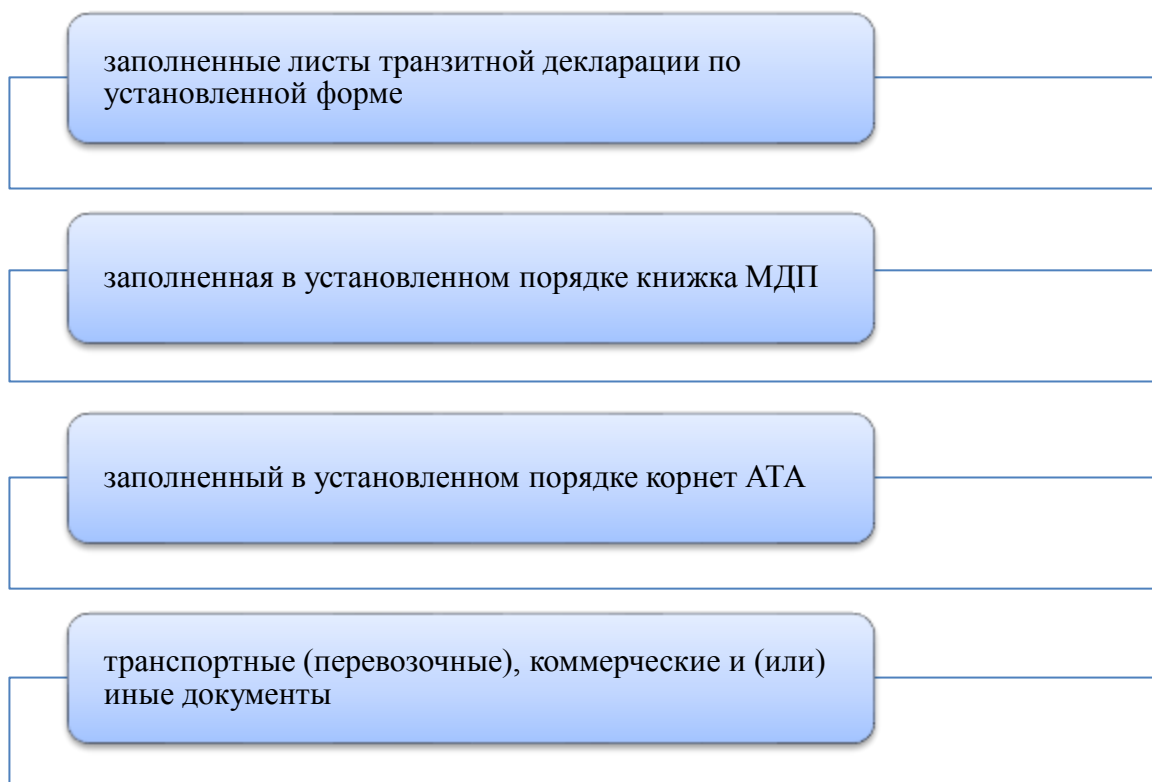 заполненные листы транзитной декларации по
установленной форме
заполненная в установленном порядке книжка МДП
заполненный в установленном порядке корнет АТА
транспортные (перевозочные), коммерческие и (или)
иные документы